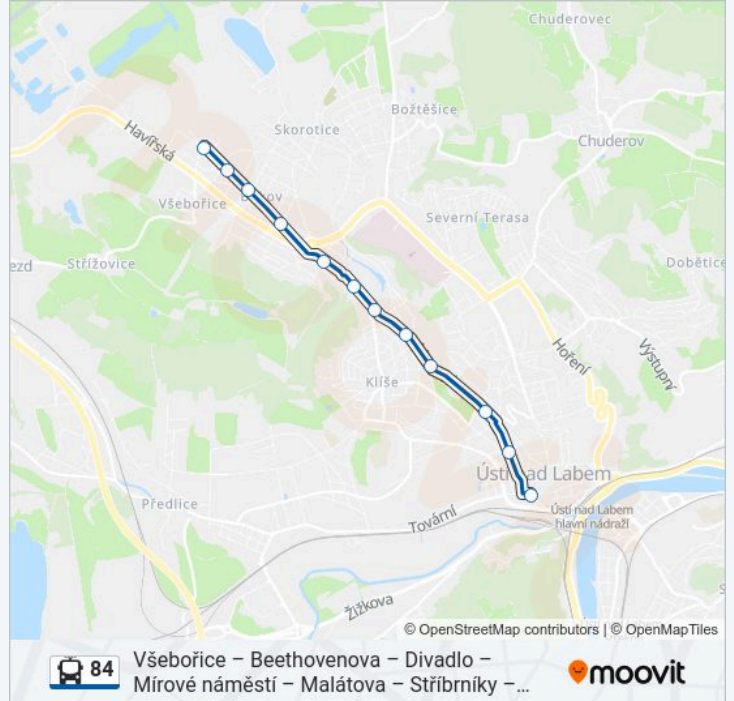 Chuderovec
Božtěšice
Havířská
Skorotice
Chuderov
Všebořice
Severní Terasa
Střížovice
Dobětice
Hoření
Výstupní
Klíše
Ústí nad Labem
Předlice
Tovární
Ústí nad Labem
hlavní nádraží
Žižkova
© OpenStreetMap contributors | © OpenMapTiles
84
Všebořice – Beethovenova – Divadlo –
Mírové náměstí – Malátova – Stříbrníky –...
moovit